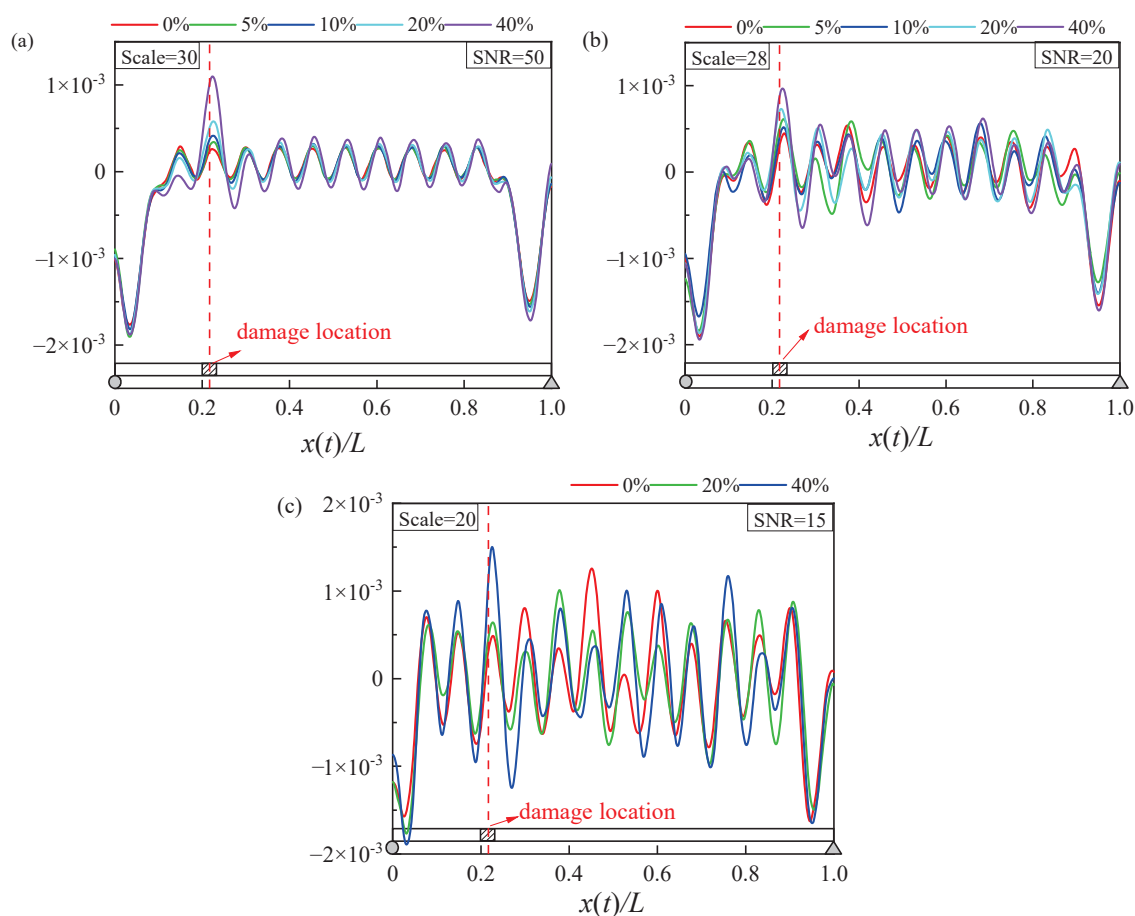 0% 5% 10% 20% 40%
(a)
Scale=30
SNR=50
1×10⁻³
0
−1×10⁻³
−2×10⁻³
damage location
0 0.2 0.4 0.6 0.8 1.0
x(t)/L
0% 5% 10% 20% 40%
(b)
Scale=28
SNR=20
1×10⁻³
0
−1×10⁻³
−2×10⁻³
damage location
0 0.2 0.4 0.6 0.8 1.0
x(t)/L
0% 20% 40%
(c)
2×10⁻³
Scale=20
SNR=15
1×10⁻³
0
−1×10⁻³
−2×10⁻³
damage location
0 0.2 0.4 0.6 0.8 1.0
x(t)/L